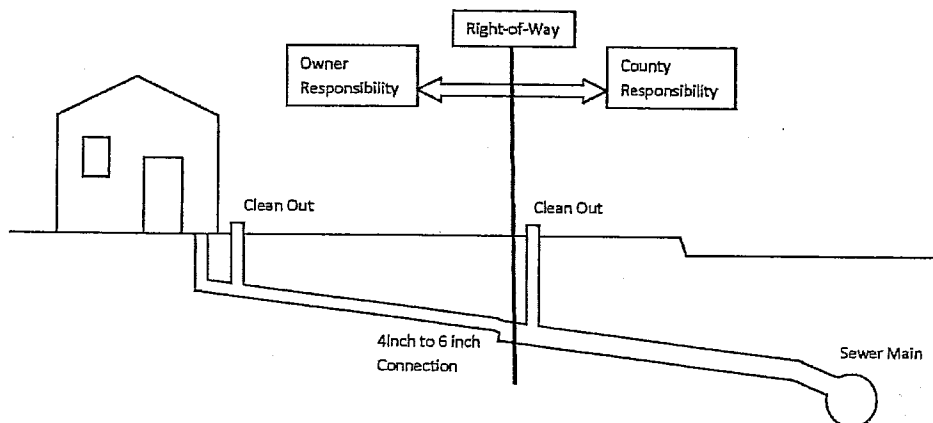 Right-of-Way
Owner
Responsibility
County
Responsibility
Clean Out
Clean Out
4inch to 6 inch
Connection
Sewer Main